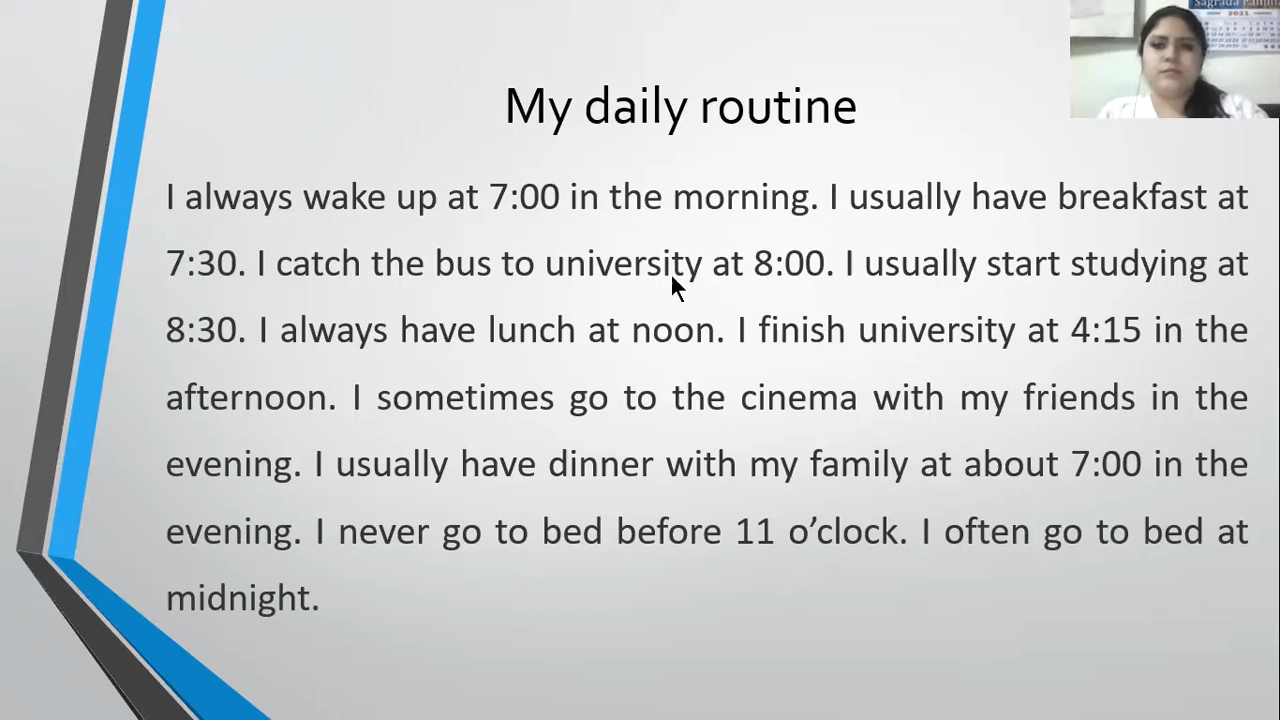 Sagrada Famili
2021
My daily routine
I always wake up at 7:00 in the morning. I usually have breakfast at
7:30. I catch the bus to university at 8:00. I usually start studying at
8:30. I always have lunch at noon. I finish university at 4:15 in the
afternoon. I sometimes go to the cinema with my friends in the
evening. I usually have dinner with my family at about 7:00 in the
evening. I never go to bed before 11 o’clock. I often go to bed at
midnight.